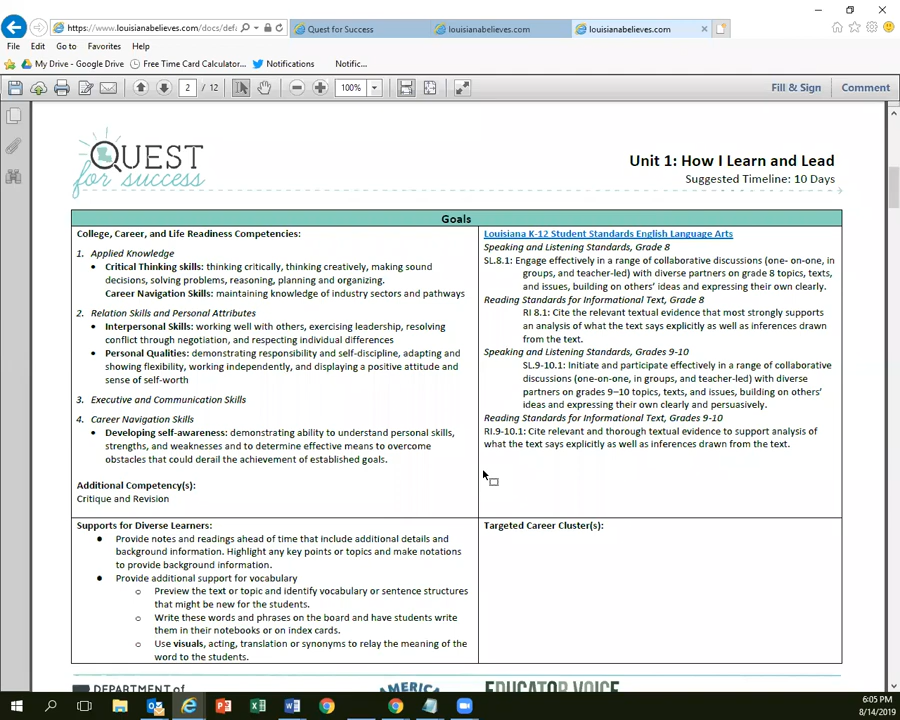 https://www.louisianabelieves.com/docs/defa
Quest for Success
louisianabelieves.com
louisianabelieves.com
File Edit Go to Favorites Help
My Drive - Google Drive
Free Time Card Calculator...
Notifications
Notific...
2 / 12
100%
Fill & Sign
Comment
QUEST
for success
Unit 1: How I Learn and Lead
Suggested Timeline: 10 Days
Goals
College, Career, and Life Readiness Competencies:
1. Applied Knowledge
● Critical Thinking skills: thinking critically, thinking creatively, making sound
decisions, solving problems, reasoning, planning and organizing.
Career Navigation Skills: maintaining knowledge of industry sectors and pathways
2. Relation Skills and Personal Attributes
● Interpersonal Skills: working well with others, exercising leadership, resolving
conflict through negotiation, and respecting individual differences
● Personal Qualities: demonstrating responsibility and self-discipline, adapting and
showing flexibility, working independently, and displaying a positive attitude and
sense of self-worth
3. Executive and Communication Skills
4. Career Navigation Skills
● Developing self-awareness: demonstrating ability to understand personal skills,
strengths, and weaknesses and to determine effective means to overcome
obstacles that could derail the achievement of established goals.
Additional Competency(s):
Critique and Revision
Louisiana K-12 Student Standards English Language Arts
Speaking and Listening Standards, Grade 8
SL.8.1: Engage effectively in a range of collaborative discussions (one- on-one, in
groups, and teacher-led) with diverse partners on grade 8 topics, texts,
and issues, building on others' ideas and expressing their own clearly.
Reading Standards for Informational Text, Grade 8
RI 8.1: Cite the relevant textual evidence that most strongly supports
an analysis of what the text says explicitly as well as inferences drawn
from the text.
Speaking and Listening Standards, Grades 9-10
SL.9-10.1: Initiate and participate effectively in a range of collaborative
discussions (one-on-one, in groups, and teacher-led) with diverse
partners on grades 9–10 topics, texts, and issues, building on others'
ideas and expressing their own clearly and persuasively.
Reading Standards for Informational Text, Grades 9-10
RI.9-10.1: Cite relevant and thorough textual evidence to support analysis of
what the text says explicitly as well as inferences drawn from the text.
Supports for Diverse Learners:
● Provide notes and readings ahead of time that include additional details and
background information. Highlight any key points or topics and make notations
to provide background information.
● Provide additional support for vocabulary
○ Preview the text or topic and identify vocabulary or sentence structures
that might be new for the students.
○ Write these words and phrases on the board and have students write
them in their notebooks or on index cards.
○ Use visuals, acting, translation or synonyms to relay the meaning of the
word to the students.
Targeted Career Cluster(s):
DEPARTMENT of
AMERICA
EDUCATOR VOICE
6:05 PM
8/14/2019